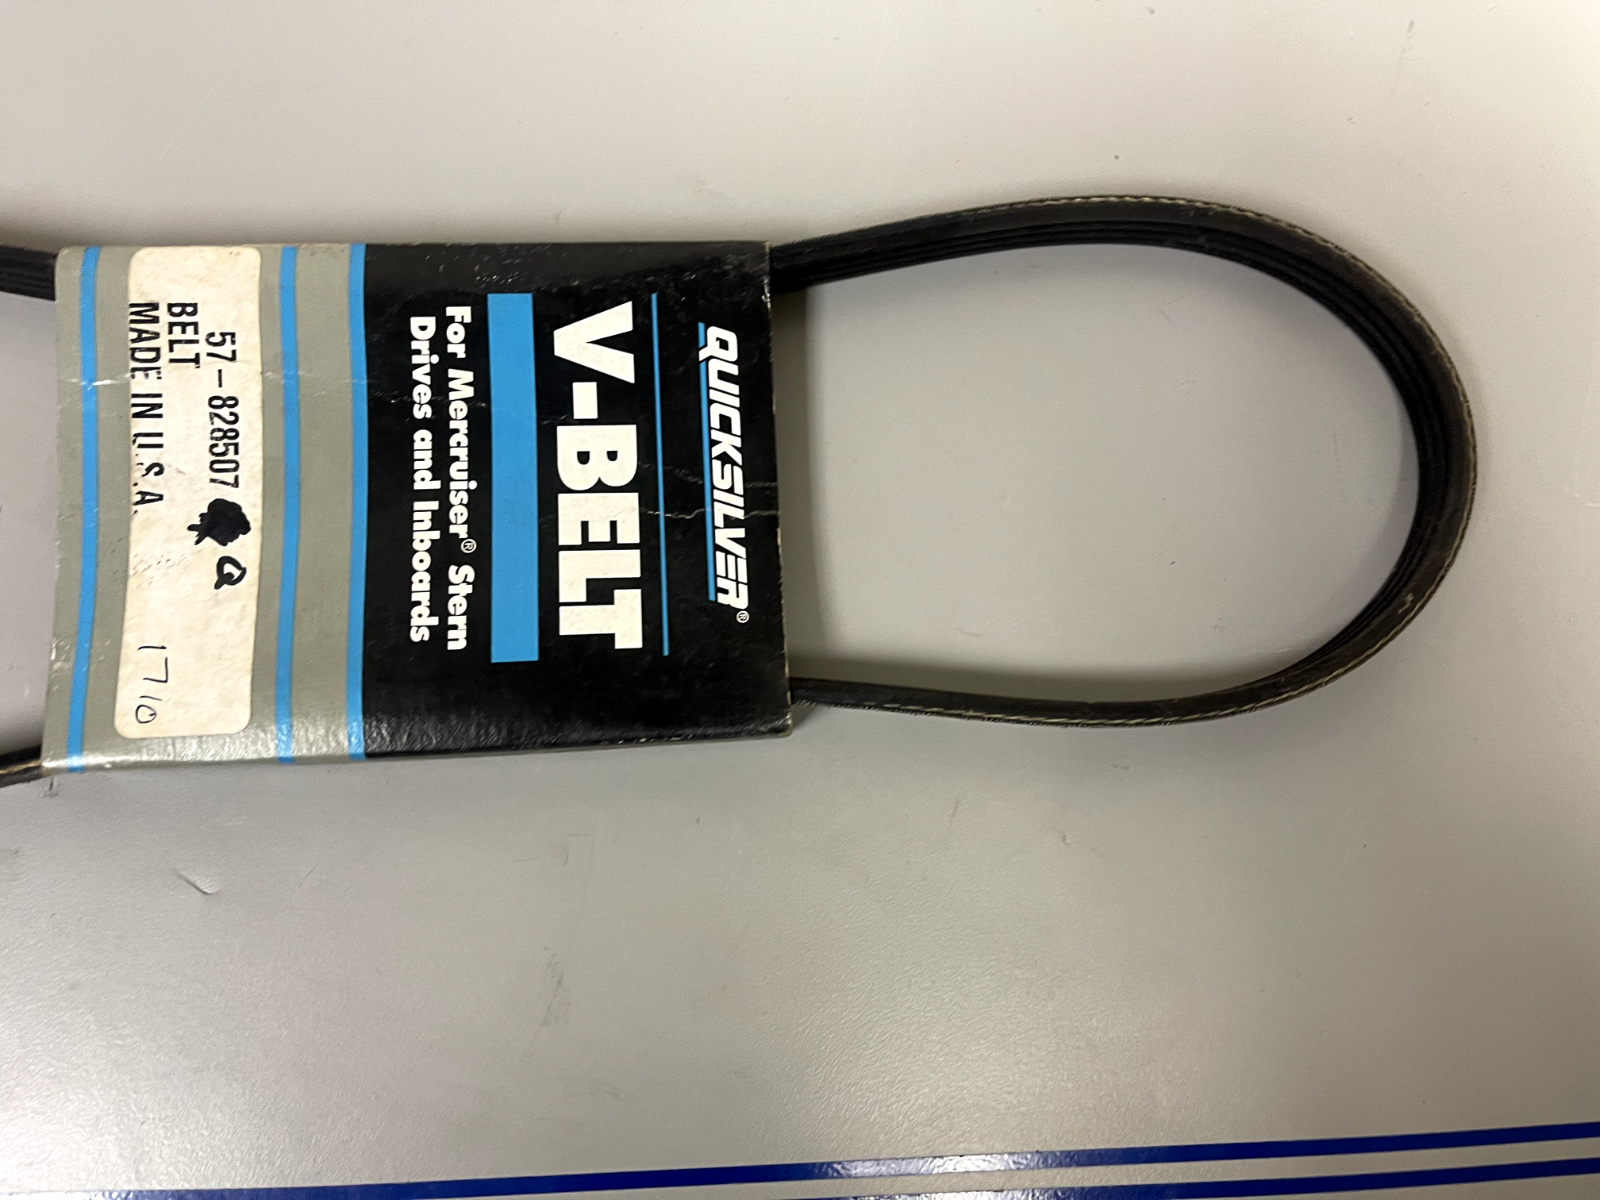 QUICKSILVER®
V-BELT
For Mercruiser® Stern
Drives and Inboards
57-828507 Q
BELT
MADE IN U.S.A.
1710